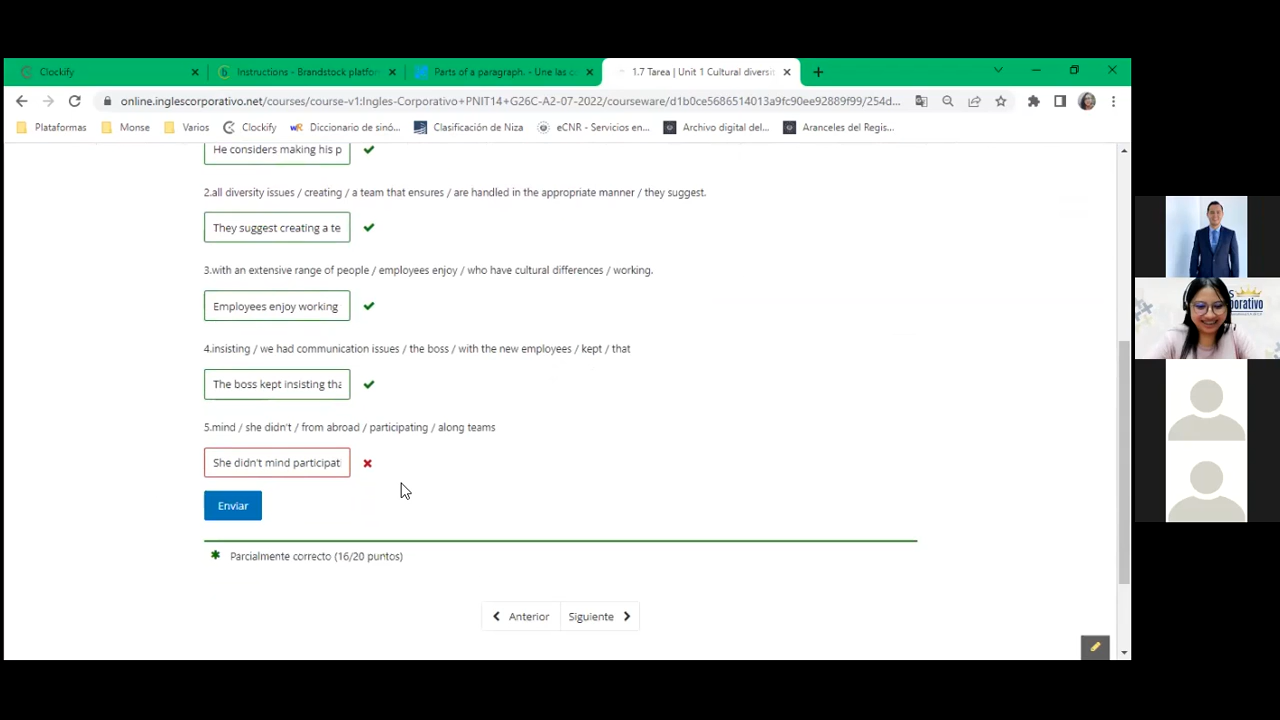 Clockify
Instructions - Brandstock platfor
Parts of a paragraph. - Une las c
1.7 Tarea | Unit 1 Cultural diversit
online.inglescorporativo.net/courses/course-v1:Ingles-Corporativo+PNIT14+G26C-A2-07-2022/courseware/d1b0ce5686514013a9fc90ee92889f99/254d...
Plataformas
Monse
Varios
Clockify
Diccionario de sinó...
Clasificación de Niza
eCNR - Servicios en...
Archivo digital del...
Aranceles del Regis...
He considers making his p
2.all diversity issues / creating / a team that ensures / are handled in the appropriate manner / they suggest.
They suggest creating a te
3.with an extensive range of people / employees enjoy / who have cultural differences / working.
Employees enjoy working
4.insisting / we had communication issues / the boss / with the new employees / kept / that
The boss kept insisting tha
5.mind / she didn't / from abroad / participating / along teams
She didn't mind participat
Enviar
Parcialmente correcto (16/20 puntos)
Anterior
Siguiente